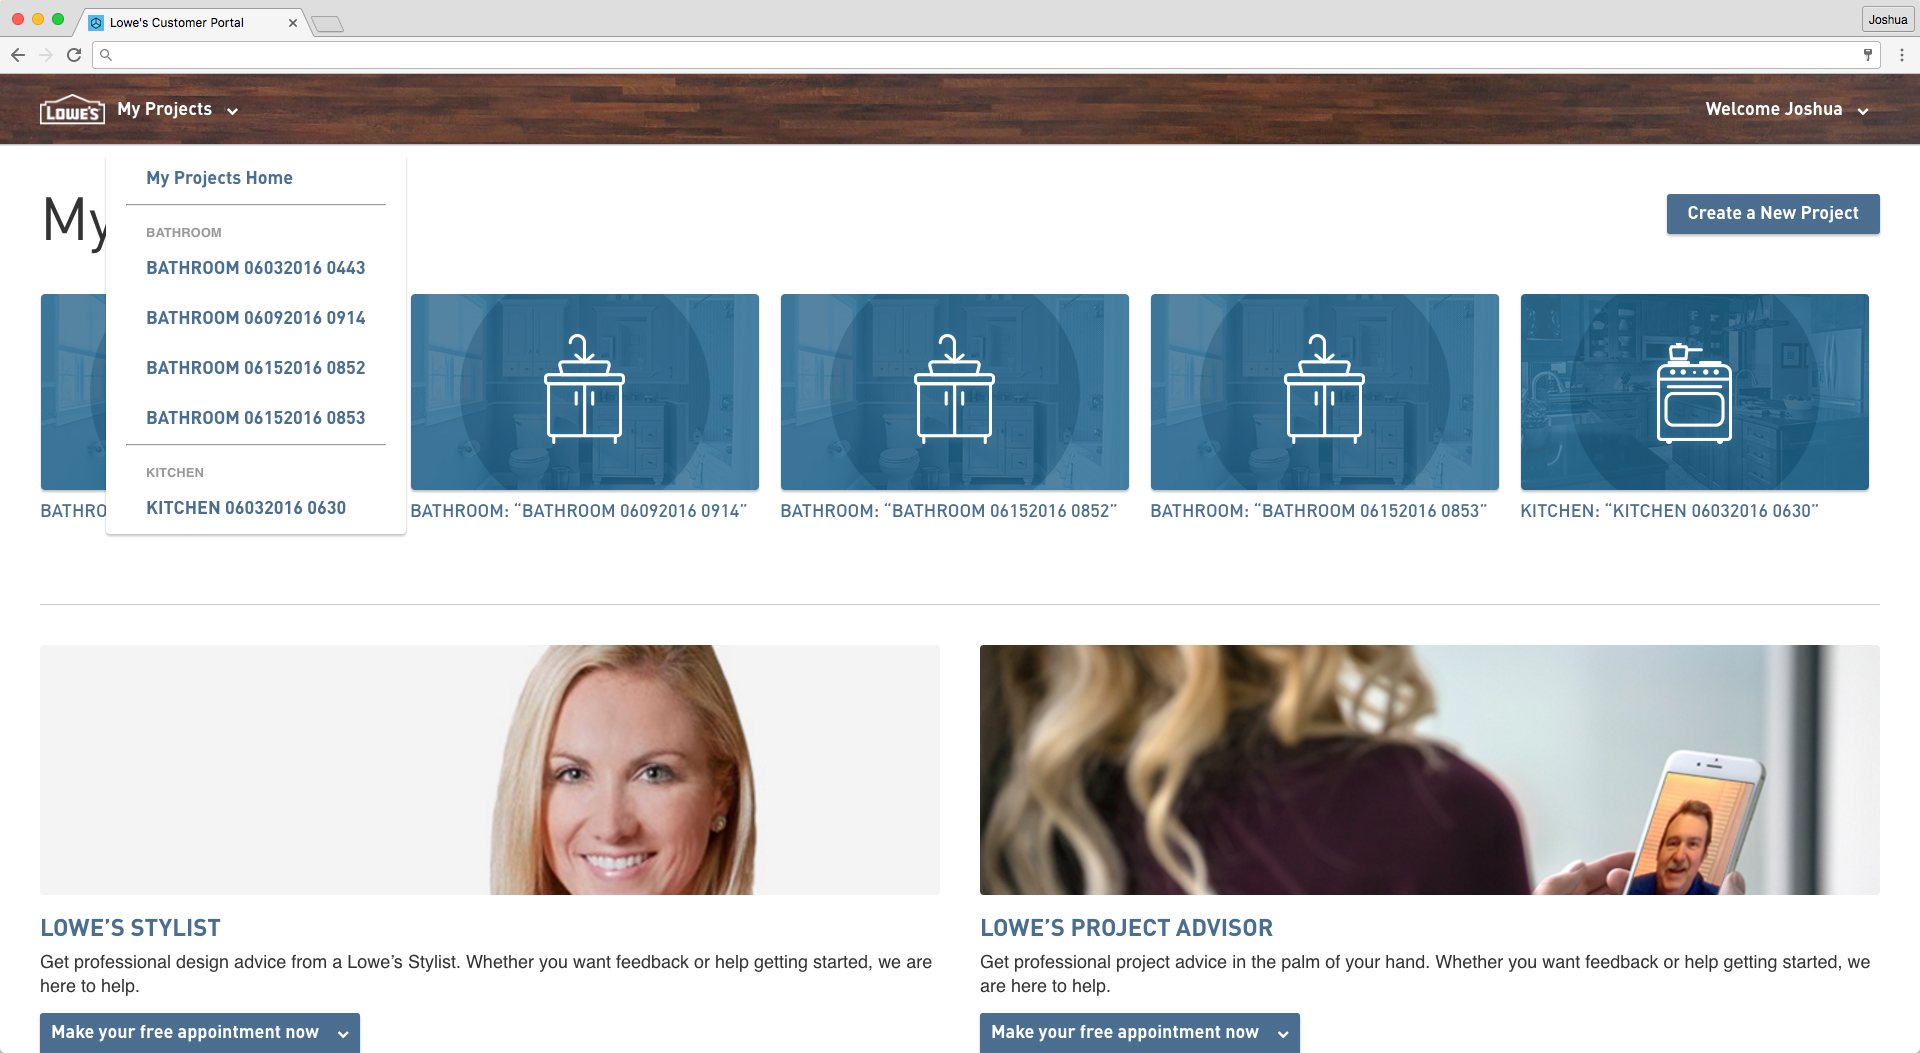 Lowe's Customer Portal
Joshua
LOWE'S
My Projects
Welcome Joshua
My Projects Home
My
Create a New Project
BATHROOM
BATHROOM 06032016 0443
BATHROOM 06092016 0914
BATHROOM 06152016 0852
BATHROOM 06152016 0853
KITCHEN
KITCHEN 06032016 0630
BATHRO
BATHROOM: “BATHROOM 06092016 0914”
BATHROOM: “BATHROOM 06152016 0852”
BATHROOM: “BATHROOM 06152016 0853”
KITCHEN: “KITCHEN 06032016 0630”
LOWE’S STYLIST
Get professional design advice from a Lowe’s Stylist. Whether you want feedback or help getting started, we are
here to help.
Make your free appointment now
LOWE’S PROJECT ADVISOR
Get professional project advice in the palm of your hand. Whether you want feedback or help getting started, we
are here to help.
Make your free appointment now